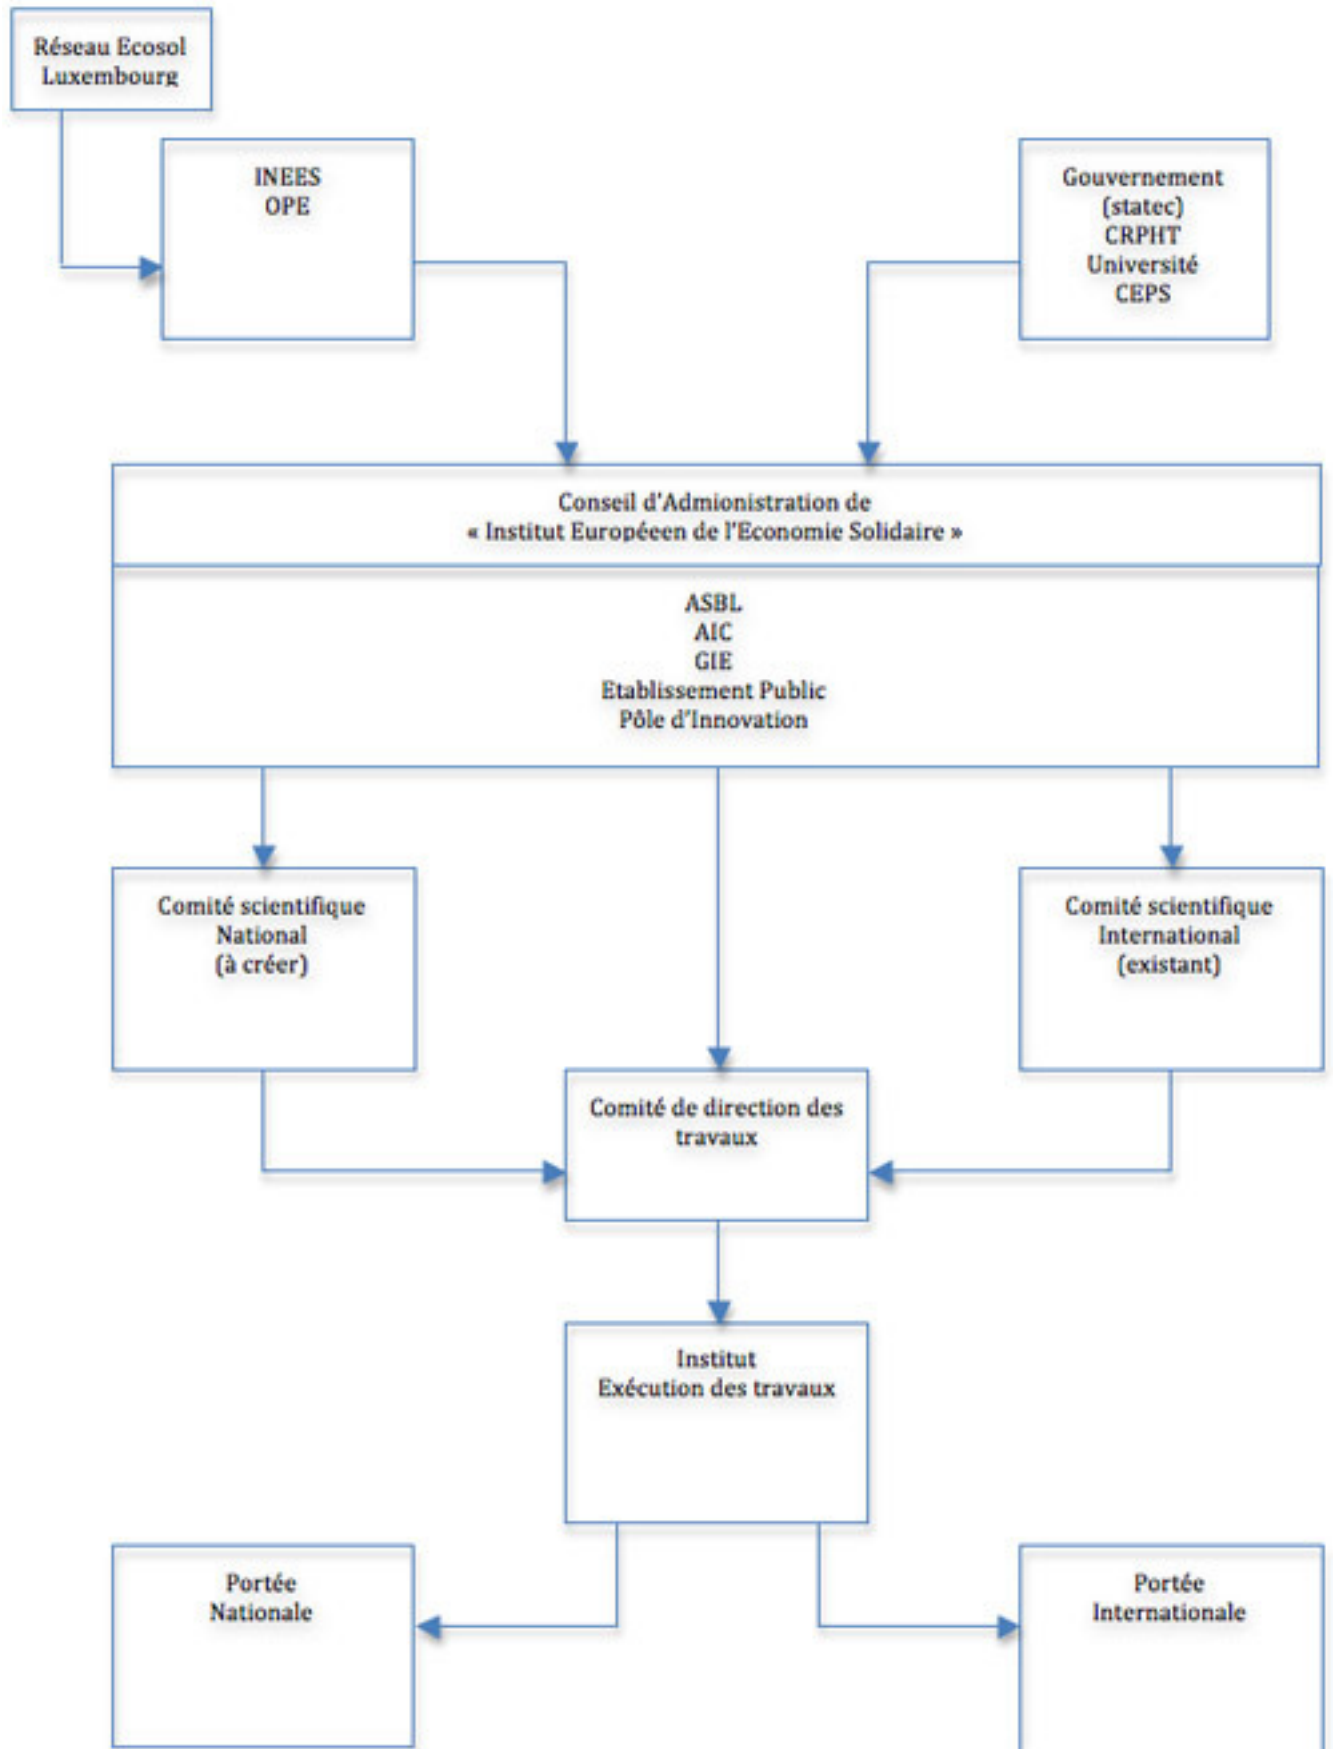 Réseau Ecosol
Luxembourg
INEES
OPE
Gouvernement
(statec)
CRPHT
Université
CEPS
Conseil d'Admionistration de
« Institut Européeen de l'Economie Solidaire »
ASBL
AIC
GIE
Etablissement Public
Pôle d'Innovation
Comité scientifique
National
(à créer)
Comité scientifique
International
(existant)
Comité de direction des
travaux
Institut
Exécution des travaux
Portée
Nationale
Portée
Internationale